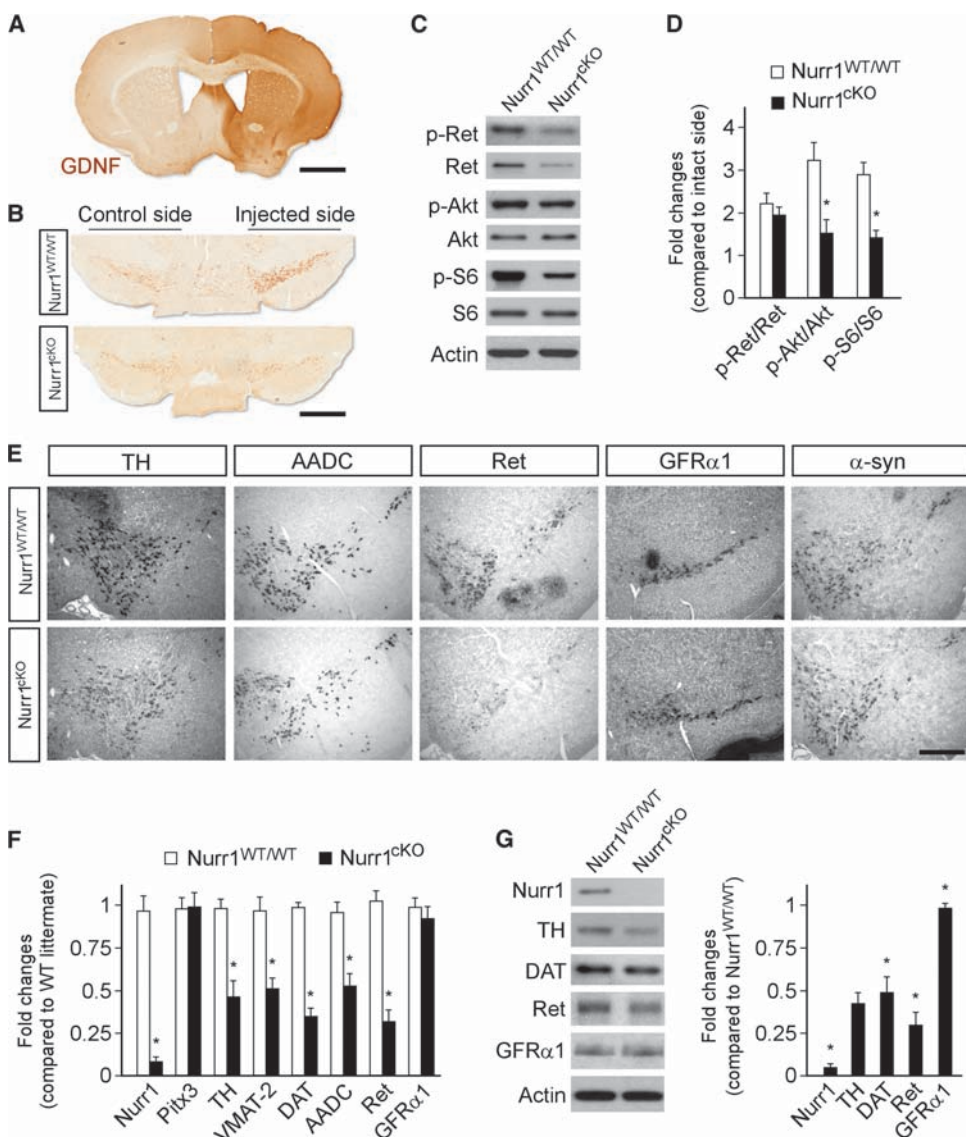 A
GDNF
B
Control side Injected side
Nurr1WT/WT
Nurr1cKO
C
Nurr1WT/WT
Nurr1cKO
p-Ret
Ret
p-Akt
Akt
p-S6
S6
Actin
D
Nurr1WT/WT
Nurr1cKO
Fold changes
(compared to intact side)
4
3
2
1
0
*
*
p-Ret/Ret
p-Akt/Akt
p-S6/S6
E
TH AADC Ret GFRα1 α-syn
Nurr1WT/WT
Nurr1cKO
F
Nurr1WT/WT Nurr1cKO
Fold changes
(compared to WT littermate)
1
0.75
0.5
0.25
0
* * * * * *
Nurr1
Pitx3
TH
VMAT-2
DAT
AADC
Ret
GFRα1
G
Nurr1WT/WT
Nurr1cKO
Nurr1
TH
DAT
Ret
GFRα1
Actin
Fold changes
(compared to Nurr1WT/WT)
1
0.75
0.5
0.25
0
* * * *
Nurr1
TH
DAT
Ret
GFRα1